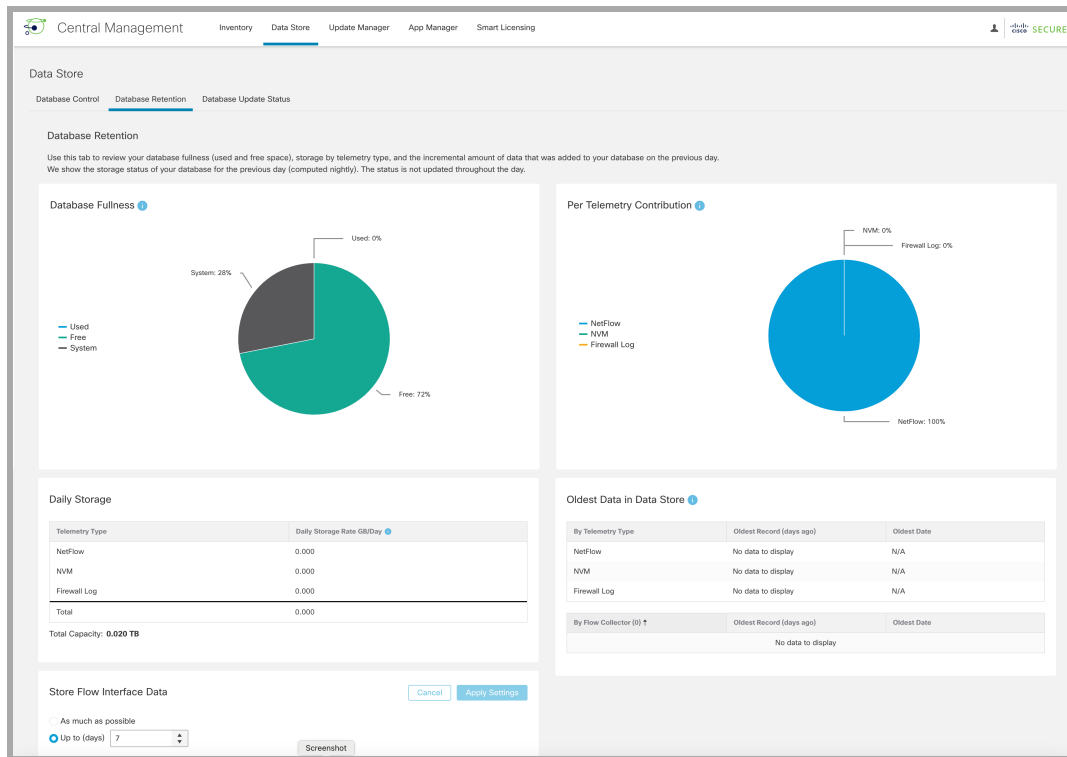 Central Management Inventory Data Store Update Manager App Manager Smart Licensing cisco SECURE
Data Store
Database Control Database Retention Database Update Status
Database Retention
Use this tab to review your database fullness (used and free space), storage by telemetry type, and the incremental amount of data that was added to your database on the previous day.
We show the storage status of your database for the previous day (computed nightly). The status is not updated throughout the day.
Database Fullness
Used: 0%
System: 28%
Used
Free
System
Free: 72%
Per Telemetry Contribution
NVM: 0%
Firewall Log: 0%
NetFlow
NVM
Firewall Log
NetFlow: 100%
Daily Storage
Telemetry Type Daily Storage Rate GB/Day
NetFlow 0.000
NVM 0.000
Firewall Log 0.000
Total 0.000
Total Capacity: 0.020 TB
Oldest Data in Data Store
By Telemetry Type Oldest Record (days ago) Oldest Date
NetFlow No data to display N/A
NVM No data to display N/A
Firewall Log No data to display N/A
By Flow Collector (0) Oldest Record (days ago) Oldest Date
No data to display
Store Flow Interface Data Cancel Apply Settings
As much as possible
Up to (days) 7
Screenshot